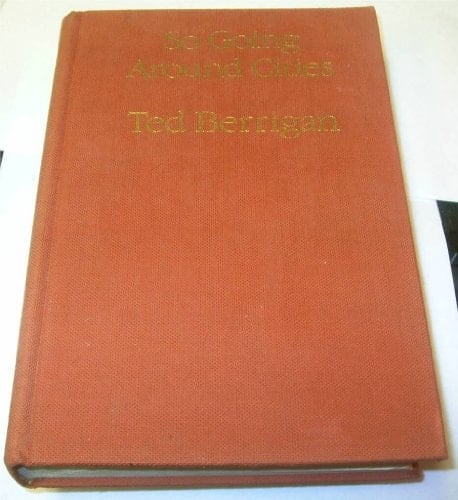 So Going
Around Cities
Ted Berrigan